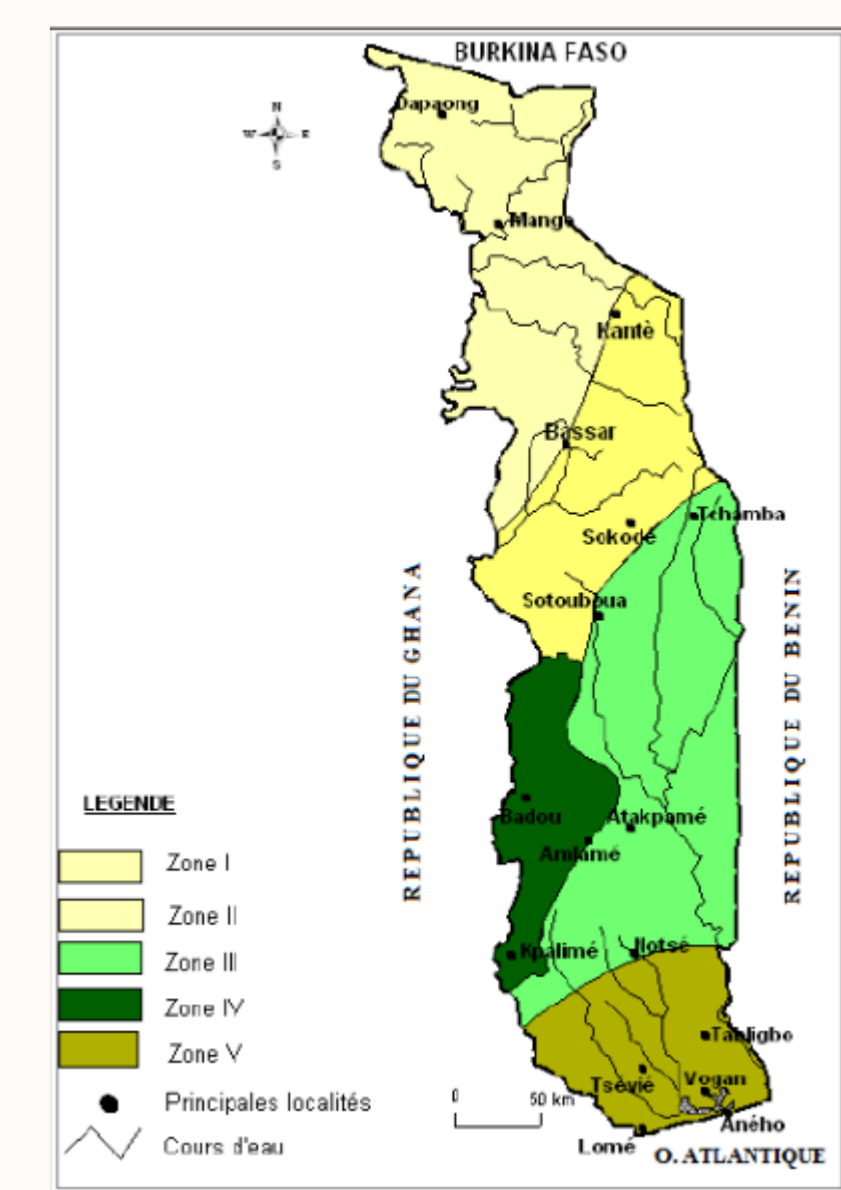 BURKINA FASO
Dapaong
N
W E
S
Mango
Kantè
Bassar
Tchamba
Sokodé
Sotouboua
REPUBLIQUE DU GHANA
REPUBLIQUE DU BENIN
LEGENDE
Badou
Atakpamé
Amlamé
Zone I
Zone II
Kpalimé
Notsé
Zone III
Zone IV
Zone V
Tabligbo
Tsévié
Vogan
Principales localités
0 50 km
Aného
Cours d'eau
Lomé
O. ATLANTIQUE